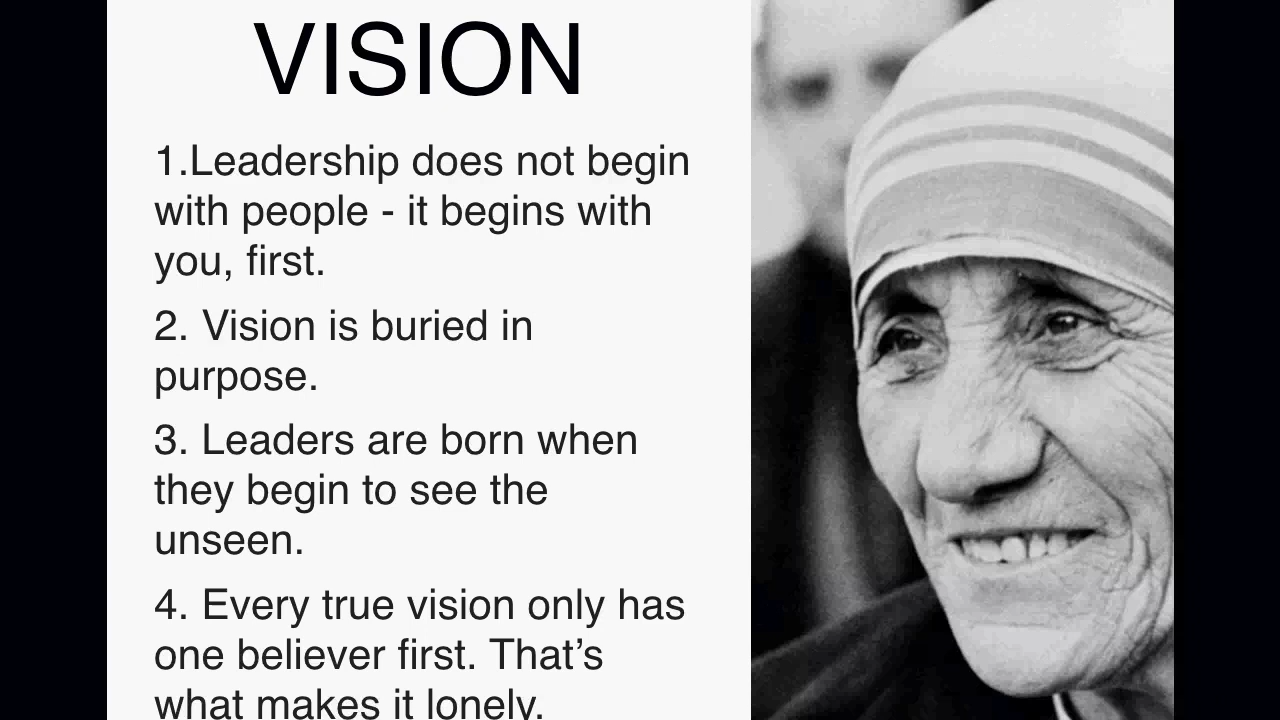 VISION
1.Leadership does not begin
with people - it begins with
you, first.
2. Vision is buried in
purpose.
3. Leaders are born when
they begin to see the
unseen.
4. Every true vision only has
one believer first. That’s
what makes it lonely.